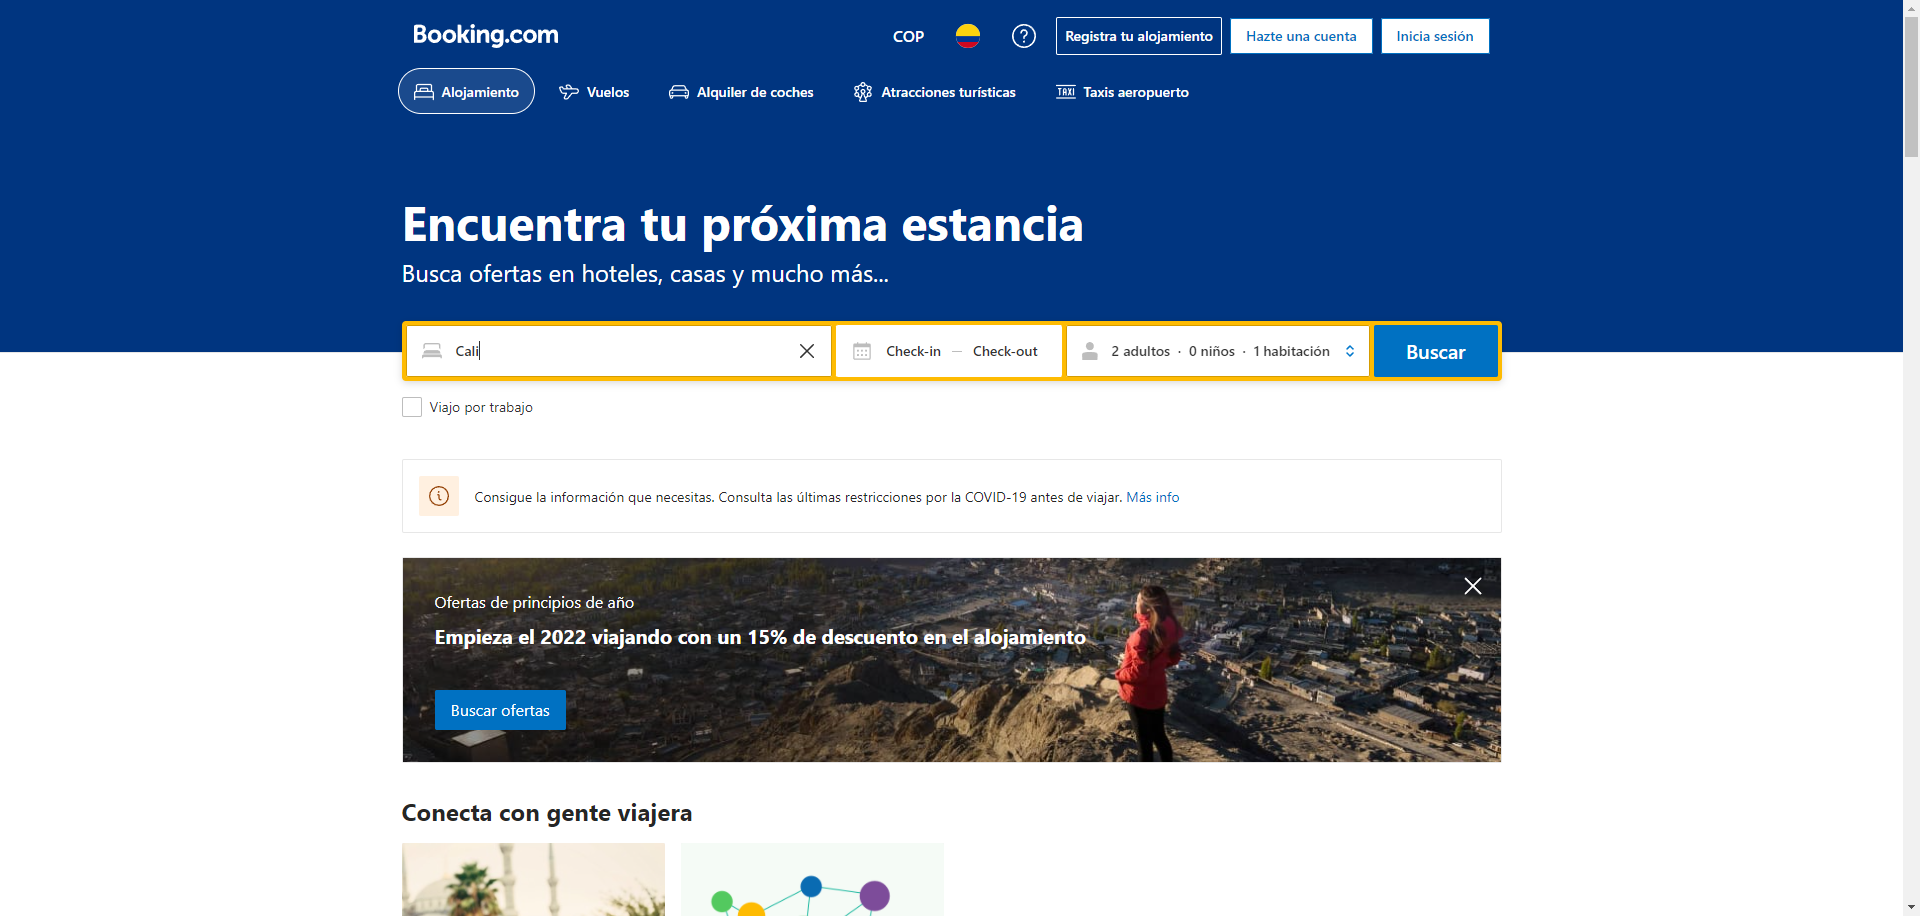 Booking.com
COP
Registra tu alojamiento
Hazte una cuenta
Inicia sesión
Alojamiento
Vuelos
Alquiler de coches
Atracciones turísticas
TAXI
Taxis aeropuerto
Encuentra tu próxima estancia
Busca ofertas en hoteles, casas y mucho más...
Cali
Check-in — Check-out
2 adultos · 0 niños · 1 habitación
Buscar
Viajo por trabajo
Consigue la información que necesitas. Consulta las últimas restricciones por la COVID-19 antes de viajar. Más info
Ofertas de principios de año
Empieza el 2022 viajando con un 15% de descuento en el alojamiento
Buscar ofertas
Conecta con gente viajera